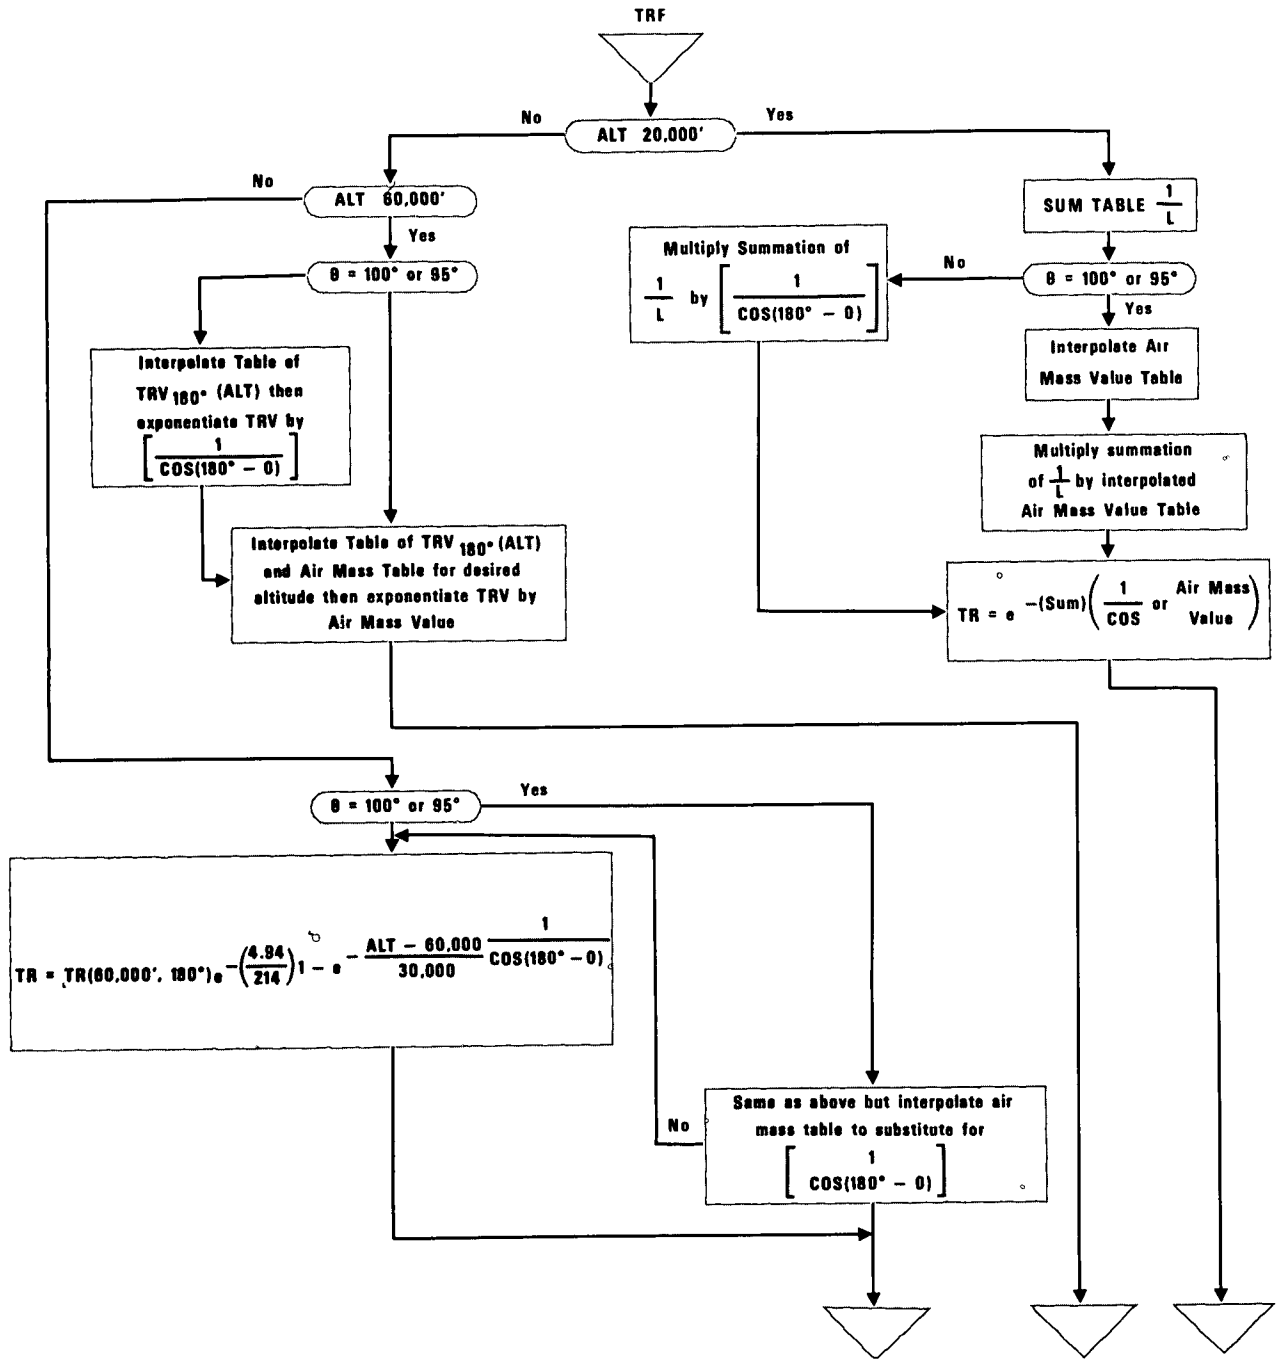 TRF
No
Yes
ALT 20,000'
No
ALT 60,000'
Yes
θ = 100° or 95°
SUM TABLE 1/L
No
θ = 100° or 95°
Yes
Multiply Summation of
1/L by [1/COS(180° − 0)]
Interpolate Air
Mass Value Table
Interpolate Table of
TRV 180° (ALT) then
exponentiate TRV by
[1/COS(180° − 0)]
Multiply summation
of 1/L by interpolated
Air Mass Value Table
Interpolate Table of TRV 180° (ALT)
and Air Mass Table for desired
altitude then exponentiate TRV by
Air Mass Value
TR = e −(Sum)(1/COS or Air Mass Value)
θ = 100° or 95°
Yes
TR = TR(60,000', 180°)e −(4.94/214)1 − e − ALT − 60,000/30,000 1/COS(180° − 0)
No
Same as above but interpolate air
mass table to substitute for
[1 COS(180° − 0)]